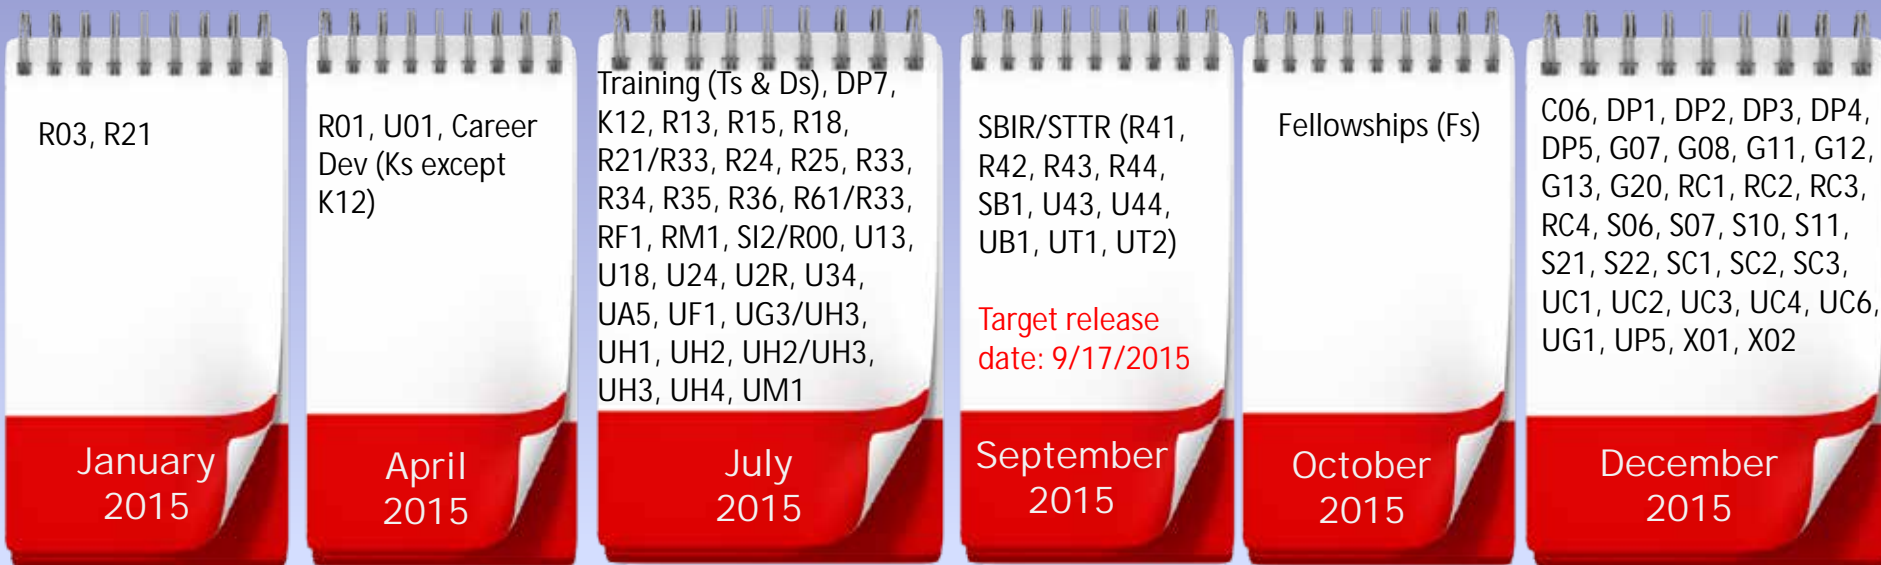 R03, R21
January
2015
R01, U01, Career
Dev (Ks except
K12)
April
2015
Training (Ts & Ds), DP7,
K12, R13, R15, R18,
R21/R33, R24, R25, R33,
R34, R35, R36, R61/R33,
RF1, RM1, SI2/R00, U13,
U18, U24, U2R, U34,
UA5, UF1, UG3/UH3,
UH1, UH2, UH2/UH3,
UH3, UH4, UM1
July
2015
SBIR/STTR (R41,
R42, R43, R44,
SB1, U43, U44,
UB1, UT1, UT2)
Target release
date: 9/17/2015
September
2015
Fellowships (Fs)
October
2015
C06, DP1, DP2, DP3, DP4,
DP5, G07, G08, G11, G12,
G13, G20, RC1, RC2, RC3,
RC4, S06, S07, S10, S11,
S21, S22, SC1, SC2, SC3,
UC1, UC2, UC3, UC4, UC6,
UG1, UP5, X01, X02
December
2015